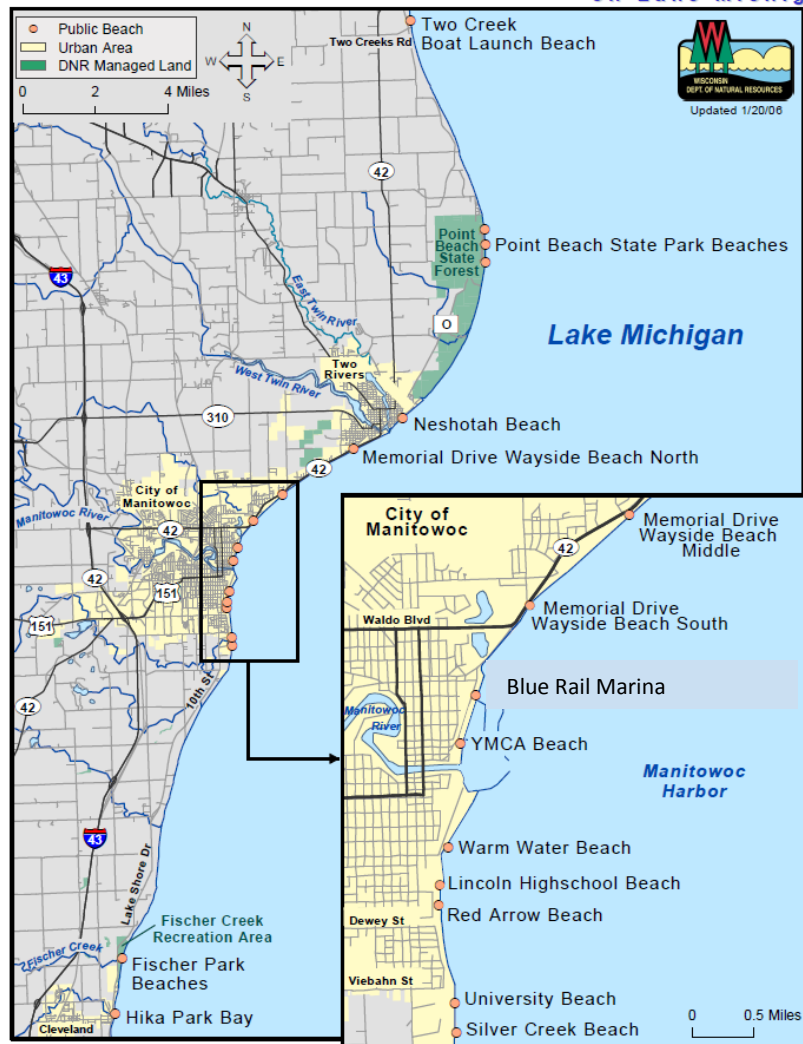 Public Beach
Urban Area
DNR Managed Land
0 2 4 Miles
N
W E
S
Two Creeks Rd
Two Creek
Boat Launch Beach
W
WISCONSIN
DEPT. OF NATURAL RESOURCES
Updated 1/20/06
42
Point
Beach
State
Forest
Point Beach State Park Beaches
43
East Twin River
O
Lake Michigan
Two
Rivers
West Twin River
310
Neshotah Beach
42
Memorial Drive Wayside Beach North
City of
Manitowoc
Manitowoc River
42
42
151
151
10th St
42
43
Lake Shore Dr
Fischer Creek
Recreation Area
Fischer Creek
Fischer Park
Beaches
Hika Park Bay
Cleveland
City of
Manitowoc
42
Memorial Drive
Wayside Beach
Middle
Waldo Blvd
Memorial Drive
Wayside Beach South
Blue Rail Marina
Manitowoc
River
YMCA Beach
Manitowoc
Harbor
Warm Water Beach
Lincoln Highschool Beach
Red Arrow Beach
Dewey St
Viebahn St
University Beach
0 0.5 Miles
Silver Creek Beach